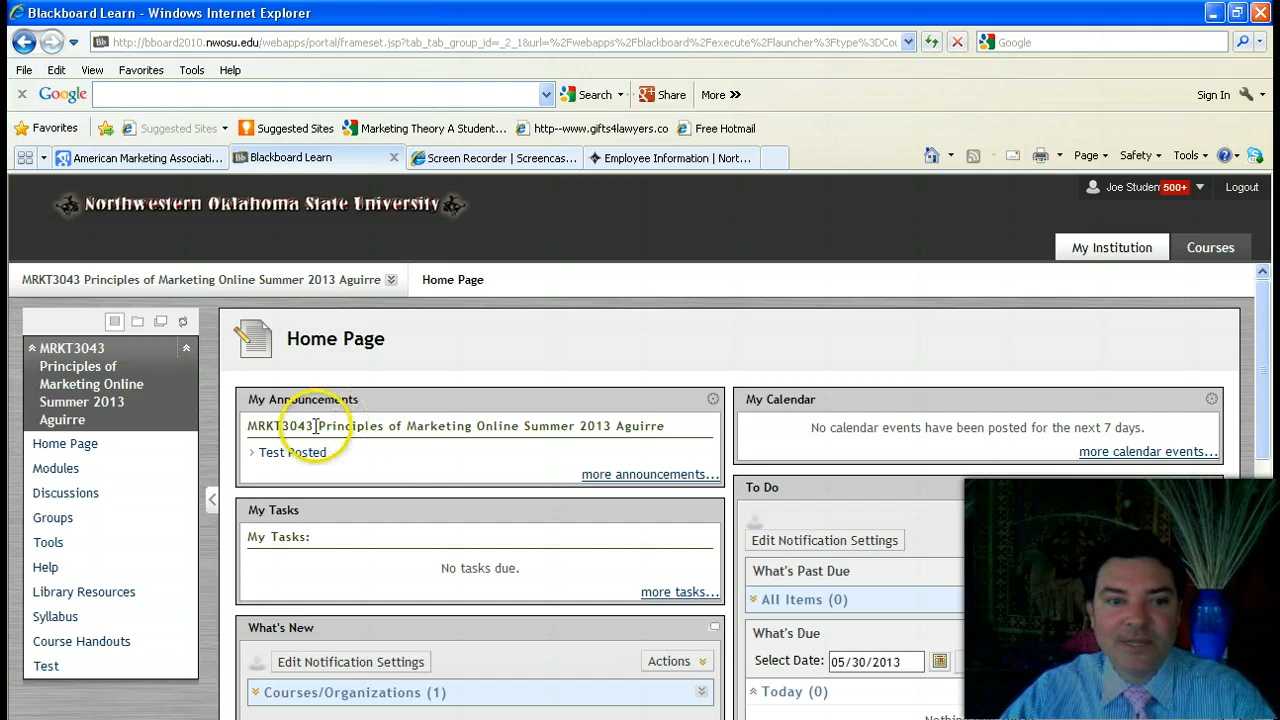 Blackboard Learn - Windows Internet Explorer
http://bboard2010.nwosu.edu/webapps/portal/frameset.jsp?tab_tab_group_id=_2_1&url=%2Fwebapps%2Fblackboard%2Fexecute%2Flauncher%3Ftype%3DCou
Google
File Edit View Favorites Tools Help
Google Search Share More » Sign In
Favorites Suggested Sites Suggested Sites Marketing Theory A Student... http--www.gifts4lawyers.co Free Hotmail
American Marketing Associati... Blackboard Learn Screen Recorder | Screencas... Employee Information | Nort... Page Safety Tools
Northwestern Oklahoma State University
Joe Student 500+ Logout
My Institution Courses
MRKT3043 Principles of Marketing Online Summer 2013 Aguirre Home Page
MRKT3043
Principles of
Marketing Online
Summer 2013
Aguirre
Home Page
Modules
Discussions
Groups
Tools
Help
Library Resources
Syllabus
Course Handouts
Test
Home Page
My Announcements
MRKT3043 Principles of Marketing Online Summer 2013 Aguirre
Test Posted
more announcements...
My Tasks
My Tasks:
No tasks due.
more tasks...
What's New
Edit Notification Settings Actions
Courses/Organizations (1)
My Calendar
No calendar events have been posted for the next 7 days.
more calendar events...
To Do
Edit Notification Settings
What's Past Due
All Items (0)
What's Due
Select Date: 05/30/2013
Today (0)